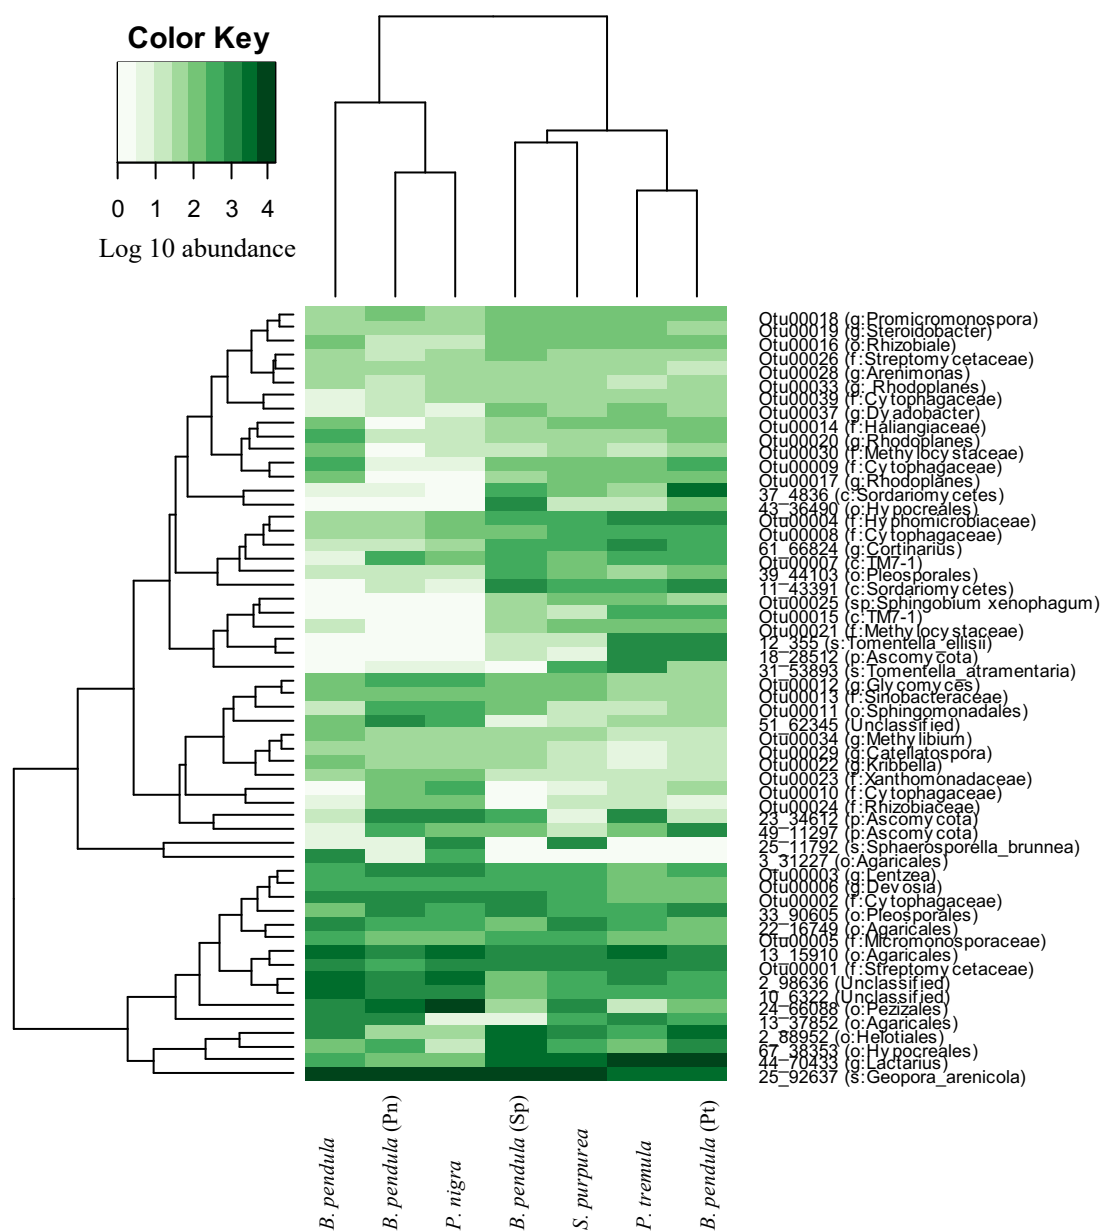 Color Key
0 1 2 3 4
Log 10 abundance
Otu00018 (g:Promicromonospora)
Otu00019 (g:Steroidobacter)
Otu00016 (o:Rhizobiale)
Otu00026 (f:Streptomycetaceae)
Otu00028 (g:Arenimonas)
Otu00033 (g: Rhodoplanes)
Otu00039 (f:Cytophagaceae)
Otu00037 (g:Dyadobacter)
Otu00014 (f:Haliangiaceae)
Otu00020 (g:Rhodoplanes)
Otu00030 (f:Methylocystaceae)
Otu00009 (f:Cytophagaceae)
Otu00017 (g:Rhodoplanes)
37_4836 (c:Sordariomycetes)
43_36490 (o:Hypocreales)
Otu00004 (f:Hyphomicrobiaceae)
Otu00008 (f:Cytophagaceae)
61_66824 (g:Cortinarius)
Otu00007 (c:TM7-1)
39_44103 (o:Pleosporales)
11_43391 (c:Sordariomycetes)
Otu00025 (sp:Sphingobium xenophagum)
Otu00015 (c:TM7-1)
Otu00021 (f:Methylocystaceae)
12_355 (s:Tomentella_ellisii)
18_28512 (p:Ascomycota)
31_53893 (s:Tomentella_atramentaria)
Otu00012 (g:Glycomyces)
Otu00013 (f:Sinobacteraceae)
Otu00011 (o:Sphingomonadales)
51_62345 (Unclassified)
Otu00034 (g:Methylibium)
Otu00029 (g:Catellatospora)
Otu00022 (g:Kribbella)
Otu00023 (f:Xanthomonadaceae)
Otu00010 (f:Cytophagaceae)
Otu00024 (f:Rhizobiaceae)
23_34612 (p:Ascomycota)
49_11297 (p:Ascomycota)
25_11792 (s:Sphaerosporella_brunnea)
3_31227 (o:Agaricales)
Otu00003 (g:Lentzea)
Otu00006 (g:Devosia)
Otu00002 (f:Cytophagaceae)
33_90605 (o:Pleosporales)
22_16749 (o:Agaricales)
Otu00005 (f:Micromonosporaceae)
13_15910 (o:Agaricales)
Otu00001 (f:Streptomycetaceae)
2_98636 (Unclassified)
10_6322 (Unclassified)
24_66088 (o:Pezizales)
13_37852 (o:Agaricales)
2_88952 (o:Helotiales)
67_38353 (o:Hypocreales)
44_70433 (g:Lactarius)
25_92637 (s:Geopora_arenicola)
B. pendula
B. pendula (Pn)
P. nigra
B. pendula (Sp)
S. purpurea
P. tremula
B. pendula (Pt)